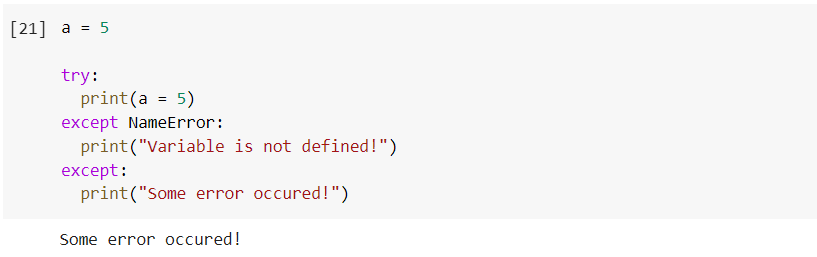 [21] a = 5
try:
  print(a = 5)
except NameError:
  print("Variable is not defined!")
except:
  print("Some error occured!")
Some error occured!